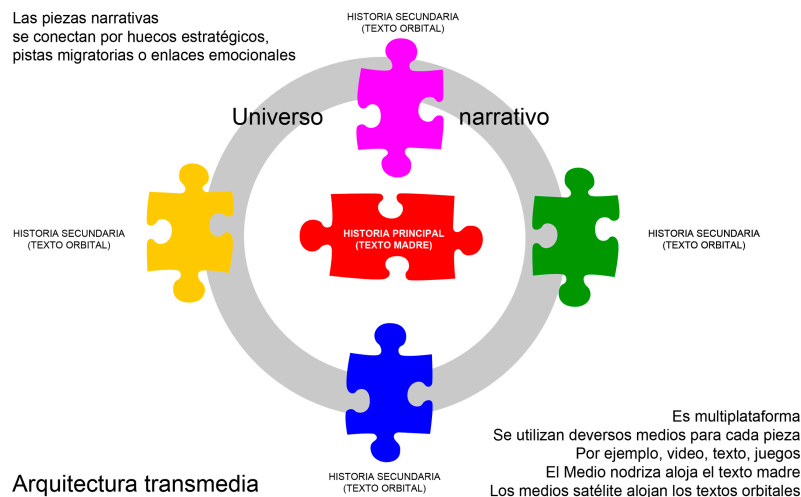 Las piezas narrativas
se conectan por huecos estratégicos,
pistas migratorias o enlaces emocionales
HISTORIA SECUNDARIA
(TEXTO ORBITAL)
Universo narrativo
HISTORIA SECUNDARIA
(TEXTO ORBITAL)
HISTORIA PRINCIPAL
(TEXTO MADRE)
HISTORIA SECUNDARIA
(TEXTO ORBITAL)
HISTORIA SECUNDARIA
(TEXTO ORBITAL)
Es multiplataforma
Se utilizan deversos medios para cada pieza
Por ejemplo, video, texto, juegos
El Medio nodriza aloja el texto madre
Los medios satélite alojan los textos orbitales
Arquitectura transmedia